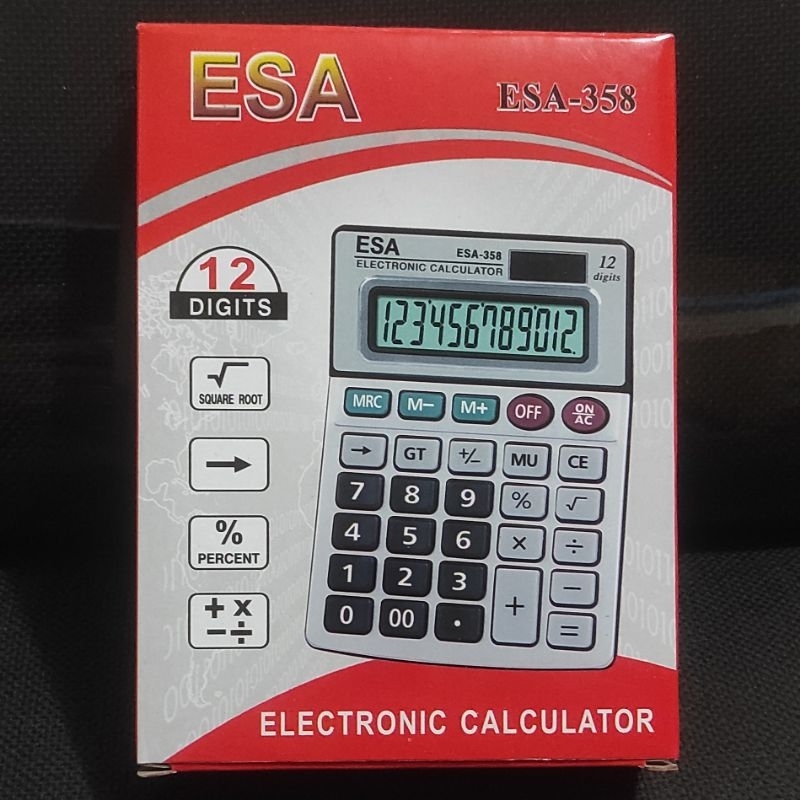 ESA
ESA-358
12
DIGITS
√
SQUARE ROOT
→
%
PERCENT
+ x
− ÷
ESA
ESA-358
ELECTRONIC CALCULATOR
12
digits
123456789012.
MRC M− M+ OFF ON
AC
→ GT +/− MU CE
7 8 9 % √
4 5 6 × ÷
1 2 3 + −
0 00 . =
ELECTRONIC CALCULATOR